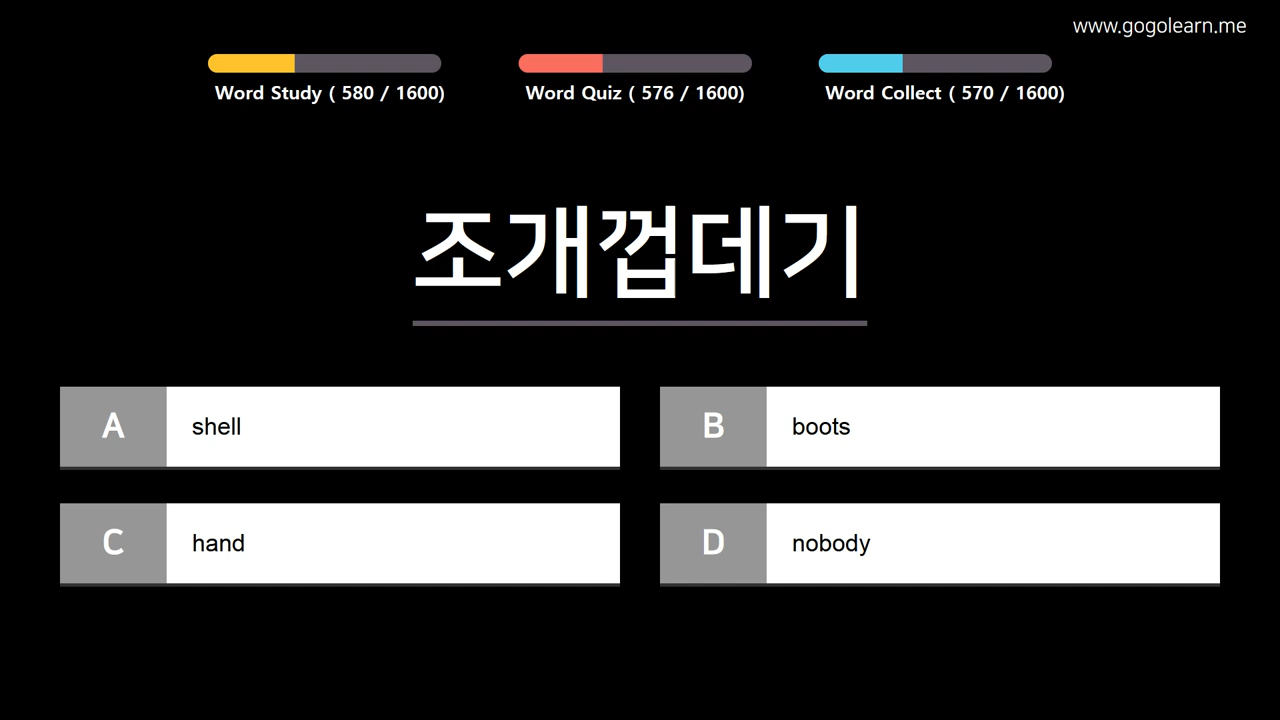 www.gogolearn.me
Word Study ( 580 / 1600)
Word Quiz ( 576 / 1600)
Word Collect ( 570 / 1600)
조개껍데기
A shell
B boots
C hand
D nobody